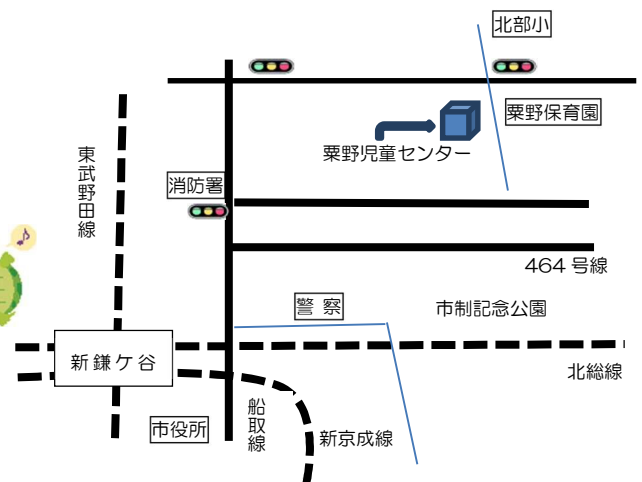 北部小
粟野保育園
粟野児童センター
東武野田線
消防署
464 号線
警 察
市制記念公園
新鎌ケ谷
北総線
市役所
船取線
新京成線